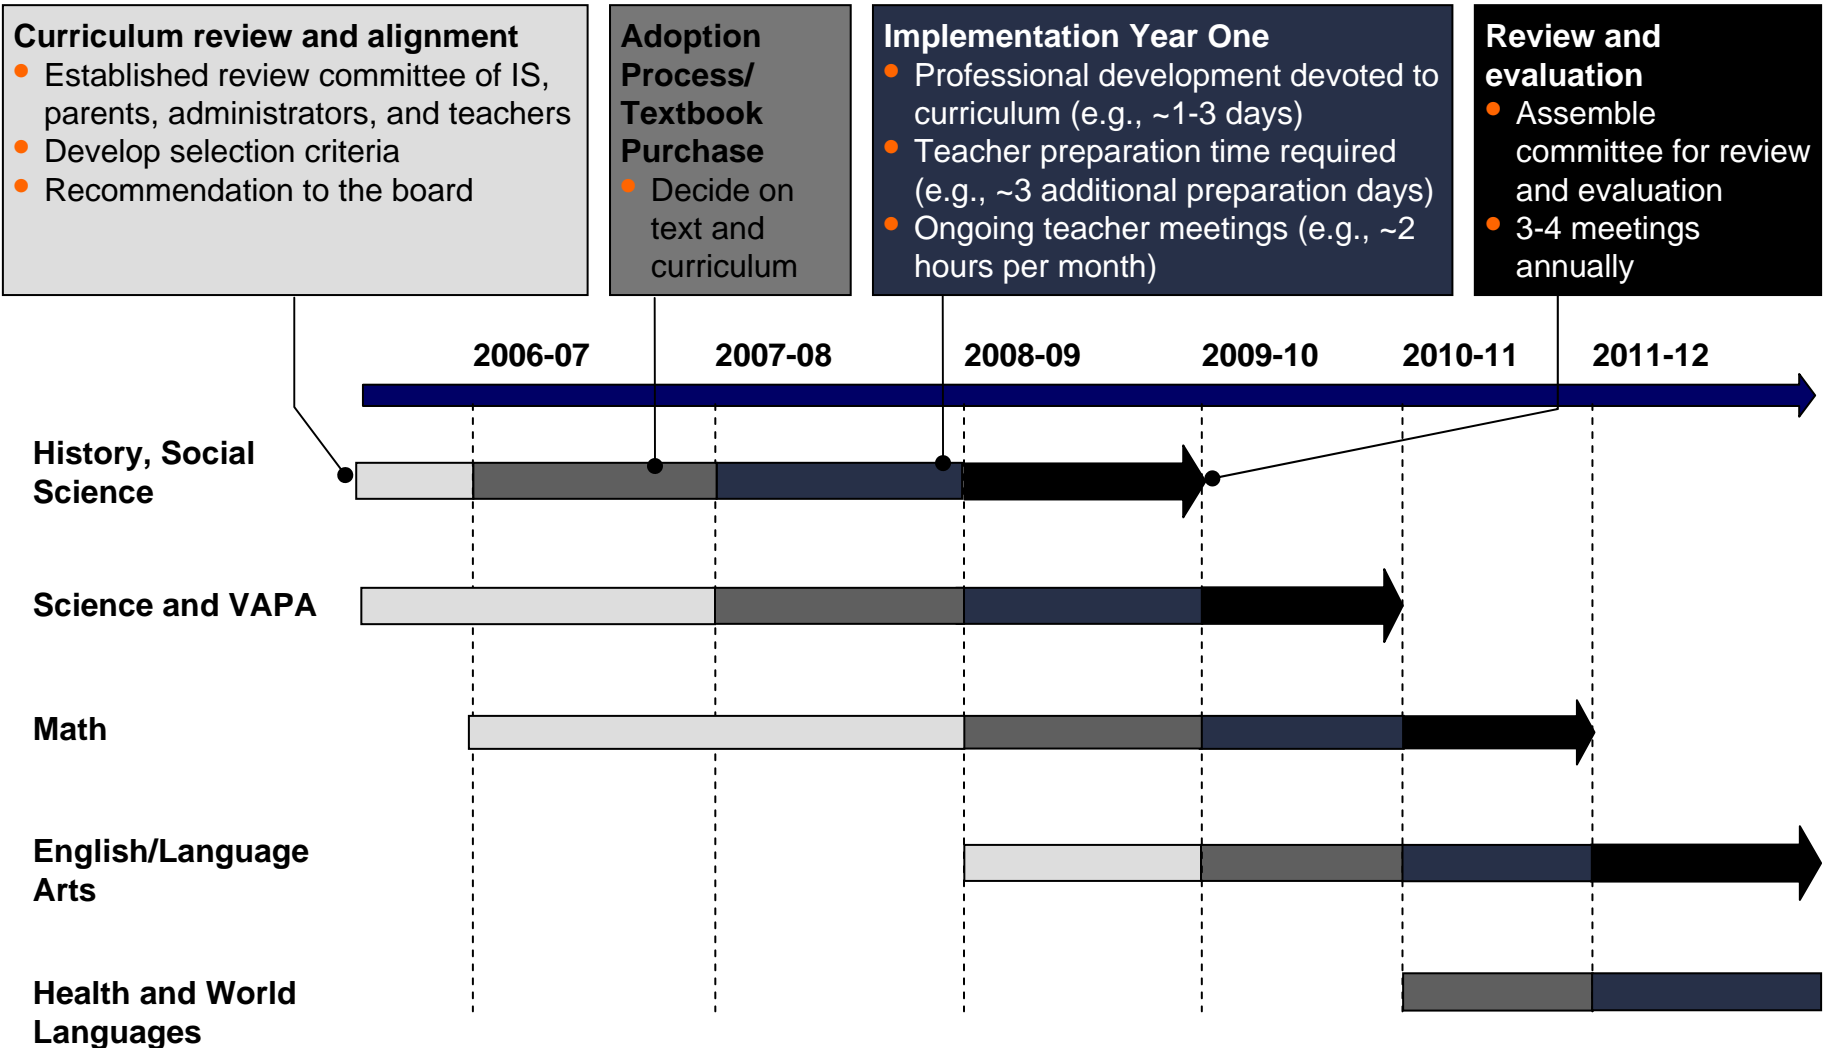 Curriculum review and alignment
• Established review committee of IS,
parents, administrators, and teachers
• Develop selection criteria
• Recommendation to the board
Adoption
Process/
Textbook
Purchase
• Decide on
text and
curriculum
Implementation Year One
• Professional development devoted to
curriculum (e.g., ~1-3 days)
• Teacher preparation time required
(e.g., ~3 additional preparation days)
• Ongoing teacher meetings (e.g., ~2
hours per month)
Review and
evaluation
• Assemble
committee for review
and evaluation
• 3-4 meetings
annually
2006-07 2007-08 2008-09 2009-10 2010-11 2011-12
History, Social
Science
Science and VAPA
Math
English/Language
Arts
Health and World
Languages